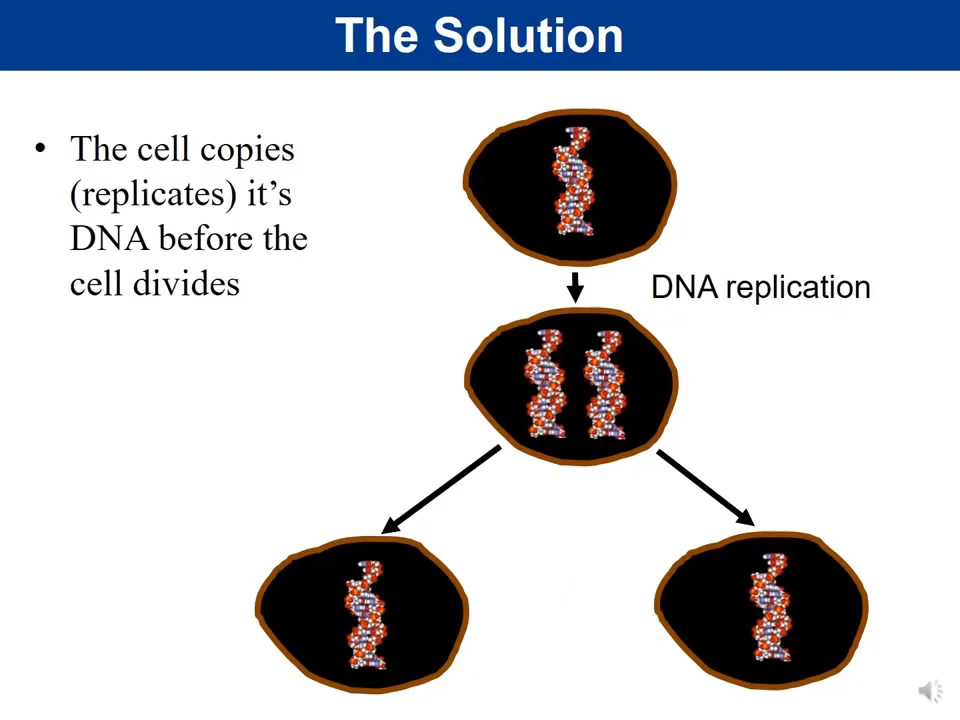 The Solution
• The cell copies
(replicates) it’s
DNA before the
cell divides
DNA replication